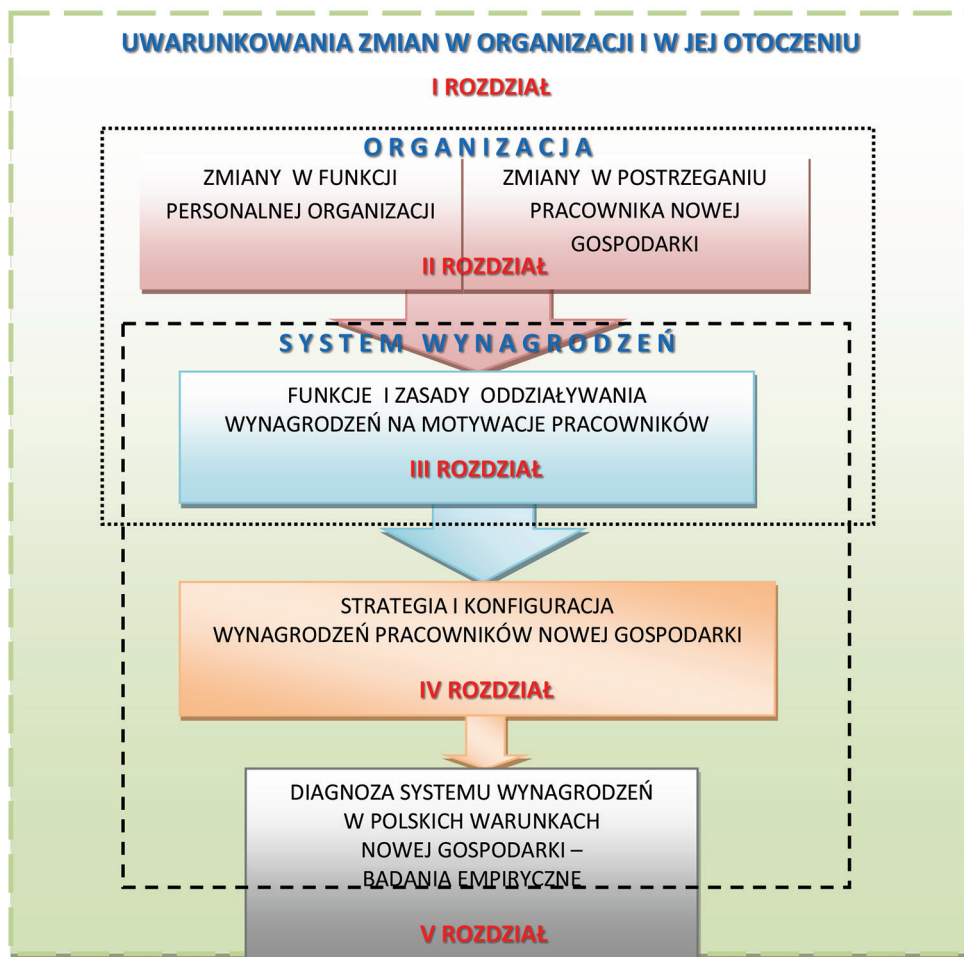 UWARUNKOWANIA ZMIAN W ORGANIZACJI I W JEJ OTOCZENIU
I ROZDZIAŁ
ORGANIZACJA
ZMIANY W FUNKCJI
PERSONALNEJ ORGANIZACJI
ZMIANY W POSTRZEGANIU
PRACOWNIKA NOWEJ
GOSPODARKI
II ROZDZIAŁ
SYSTEM WYNAGRODZEŃ
FUNKCJE I ZASADY ODDZIAŁYWANIA
WYNAGRODZEŃ NA MOTYWACJE PRACOWNIKÓW
III ROZDZIAŁ
STRATEGIA I KONFIGURACJA
WYNAGRODZEŃ PRACOWNIKÓW NOWEJ GOSPODARKI
IV ROZDZIAŁ
DIAGNOZA SYSTEMU WYNAGRODZEŃ
W POLSKICH WARUNKACH
NOWEJ GOSPODARKI –
BADANIA EMPIRYCZNE
V ROZDZIAŁ